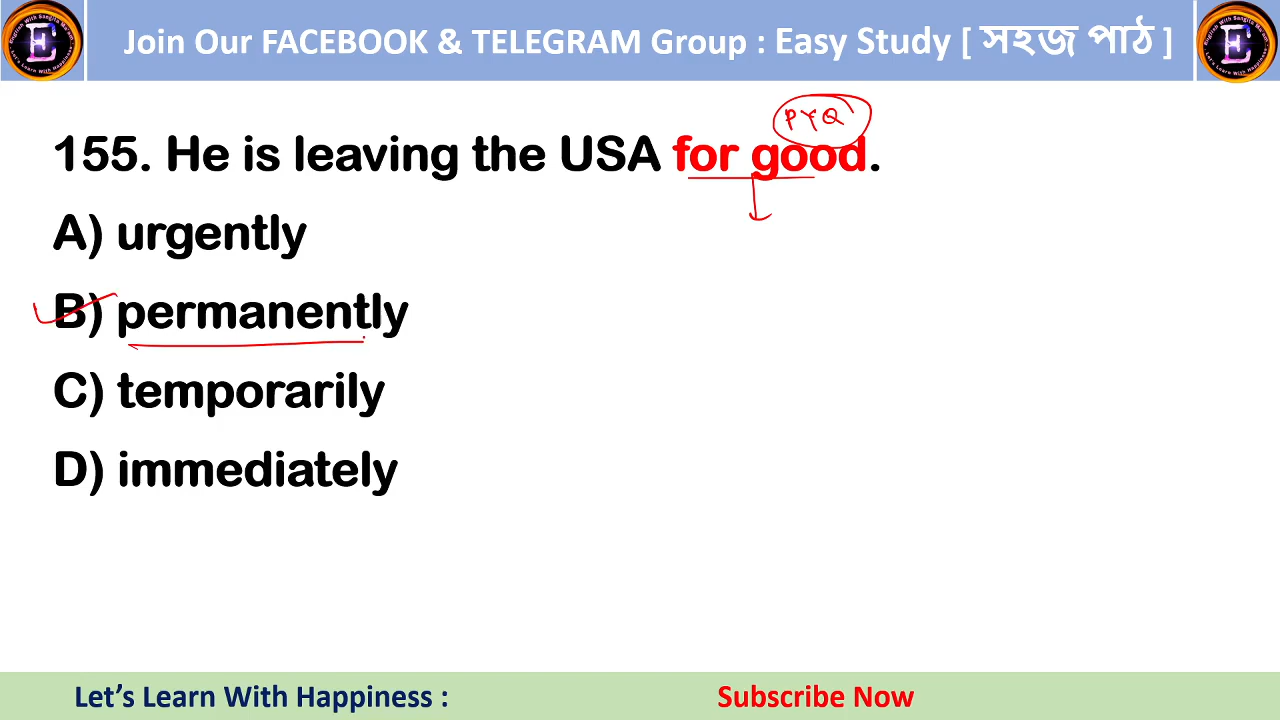 Join Our FACEBOOK & TELEGRAM Group : Easy Study [ সহজ পাঠ ]
PYQ
155. He is leaving the USA for good.
A) urgently
B) permanently
C) temporarily
D) immediately
Let's Learn With Happiness :
Subscribe Now